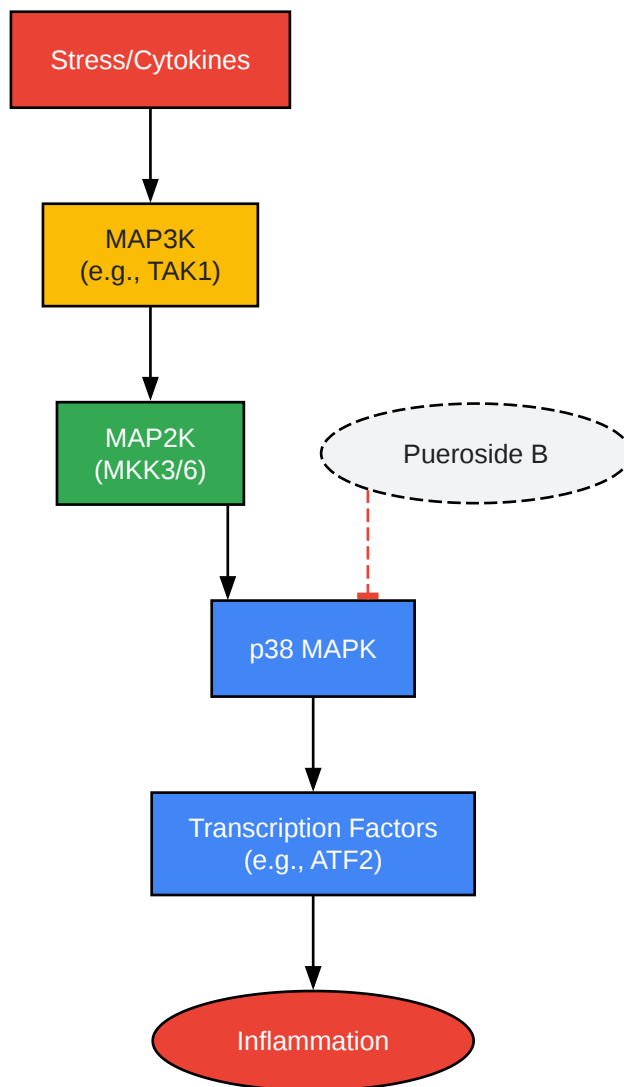 Stress/Cytokines
MAP3K
(e.g., TAK1)
MAP2K
(MKK3/6)
Pueroside B
p38 MAPK
Transcription Factors
(e.g., ATF2)
Inflammation